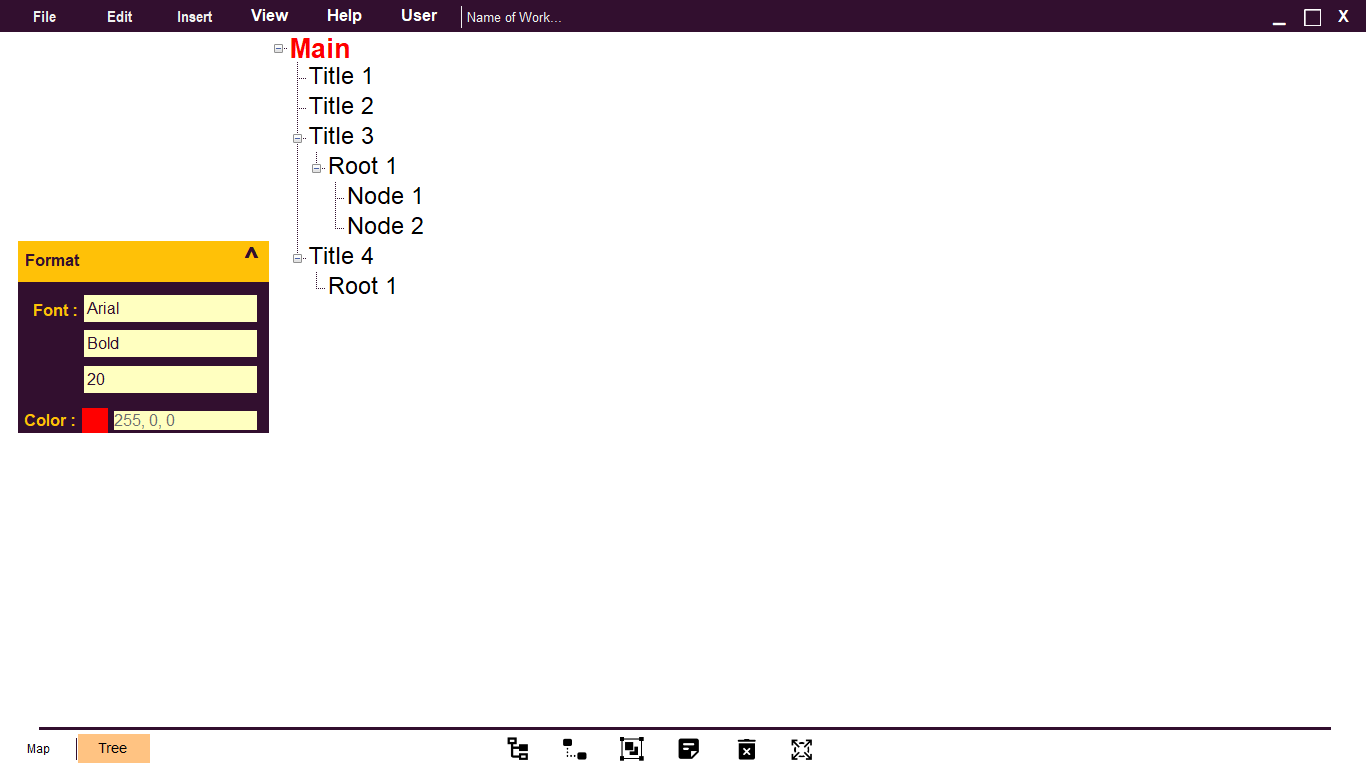 File Edit Insert View Help User Name of Work... _ X
Main
Title 1
Title 2
Title 3
Root 1
Node 1
Node 2
Title 4
Root 1
Format ^
Font : Arial
Bold
20
Color : 255, 0, 0
Map Tree